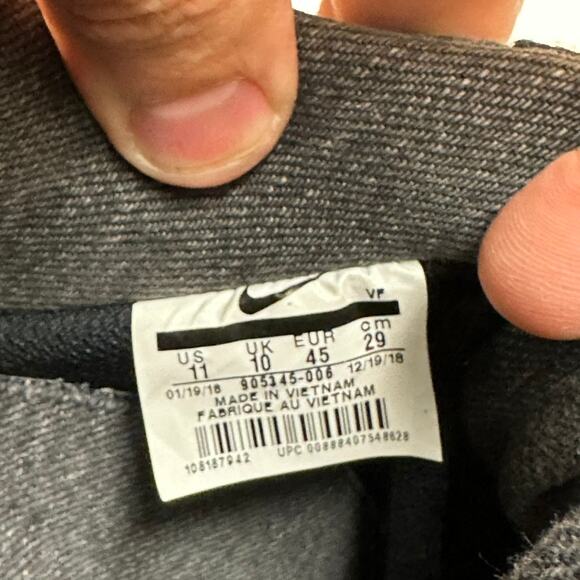 VF
US UK EUR cm
11 10 45 29
01/19/18 905345-006 12/19/18
MADE IN VIETNAM
FABRIQUE AU VIETNAM
108187942 UPC 00888407548628